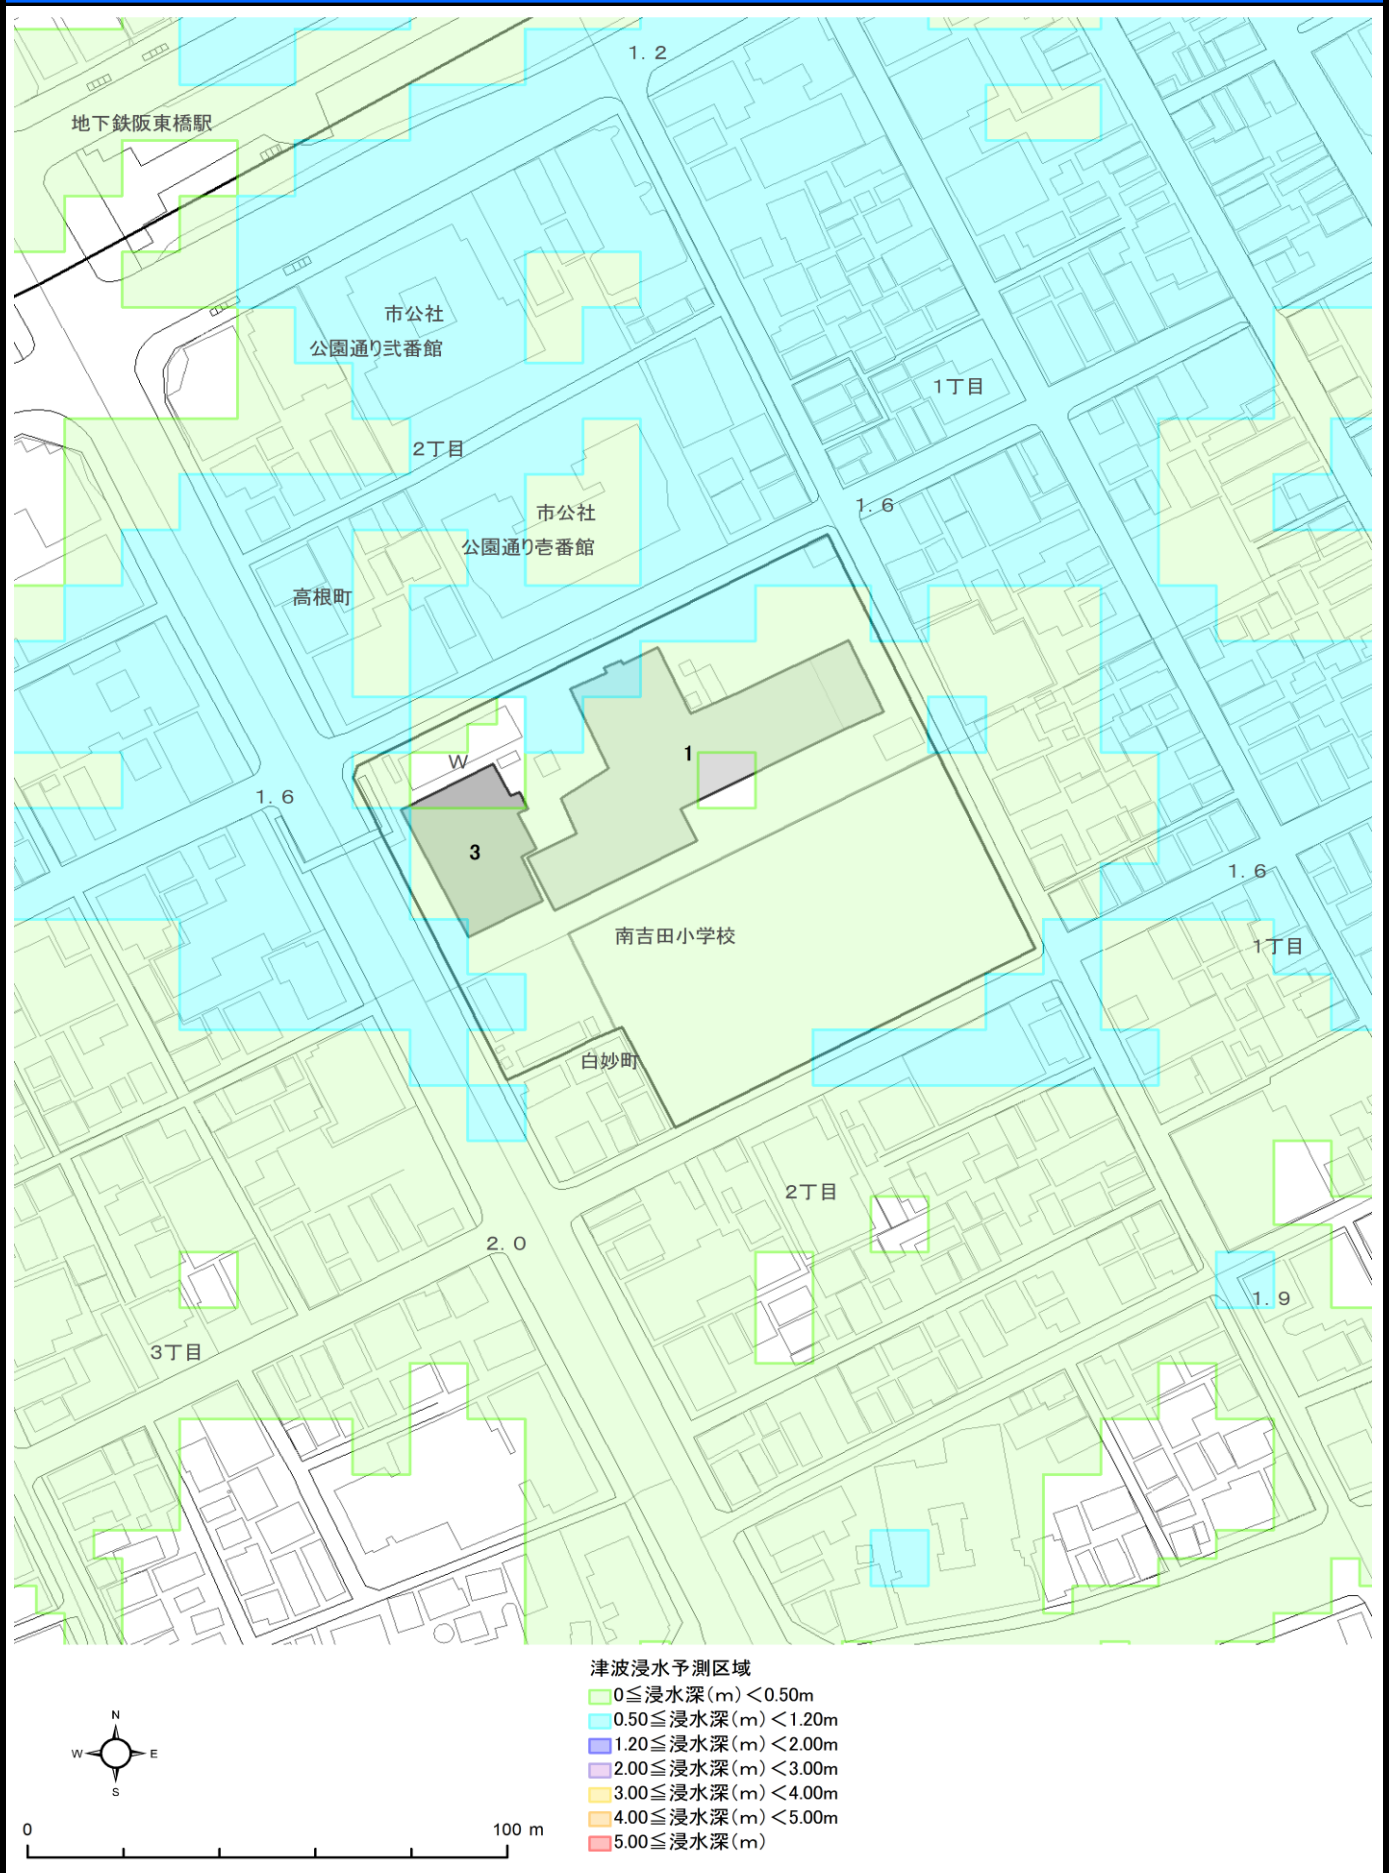 1.2
地下鉄阪東橋駅
市公社
公園通り弐番館
1丁目
2丁目
1.6
市公社
公園通り壱番館
高根町
1
W
1.6
3
1.6
南吉田小学校
1丁目
白妙町
2丁目
2.0
1.9
3丁目
津波浸水予測区域
0≦浸水深(m)<0.50m
0.50≦浸水深(m)<1.20m
1.20≦浸水深(m)<2.00m
2.00≦浸水深(m)<3.00m
3.00≦浸水深(m)<4.00m
4.00≦浸水深(m)<5.00m
5.00≦浸水深(m)
N
W E
S
0 100 m